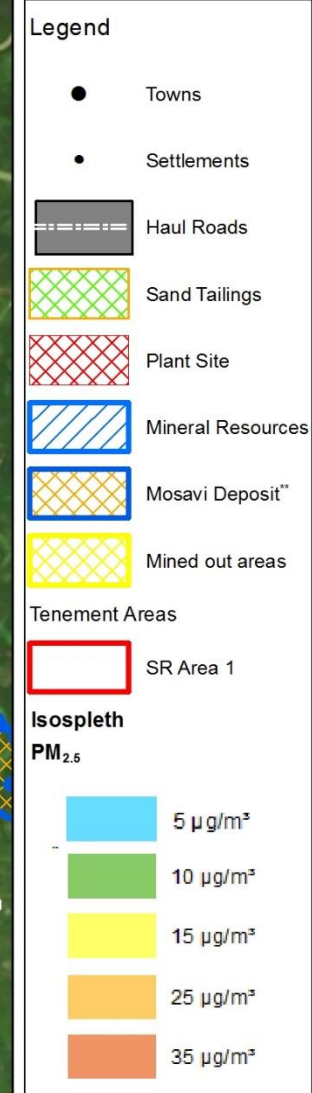 Legend
Towns
Settlements
Haul Roads
Sand Tailings
Plant Site
Mineral Resources
Mosavi Deposit**
Mined out areas
Tenement Areas
SR Area 1
Isospleth
PM₂.₅
5 µg/m³
10 µg/m³
15 µg/m³
25 µg/m³
35 µg/m³